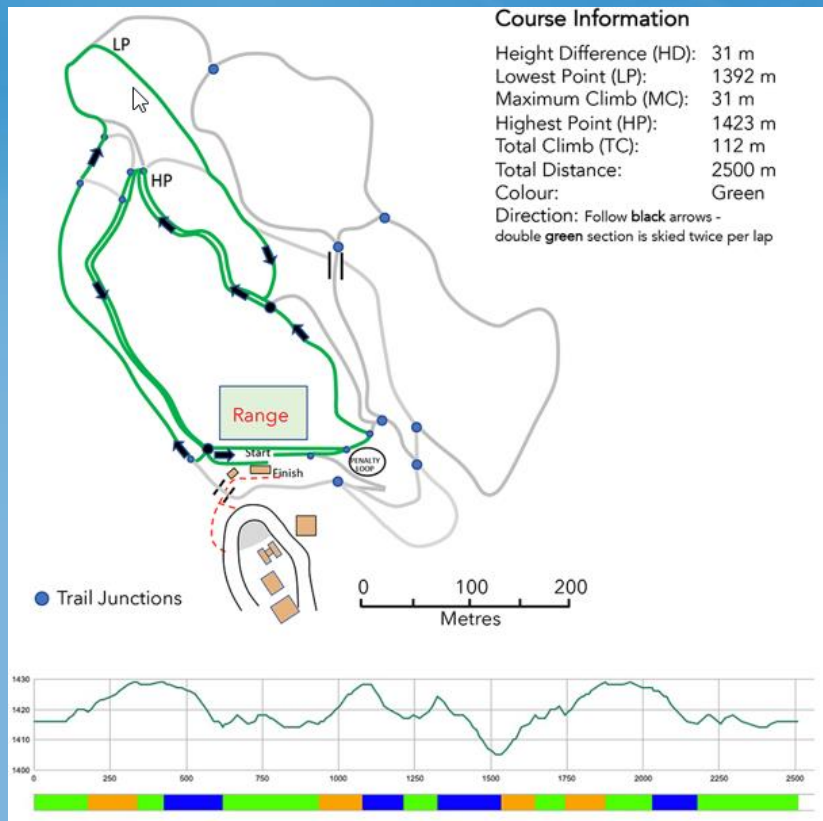 Course Information
Height Difference (HD): 31 m
Lowest Point (LP): 1392 m
Maximum Climb (MC): 31 m
Highest Point (HP): 1423 m
Total Climb (TC): 112 m
Total Distance: 2500 m
Colour: Green
Direction: Follow black arrows -
double green section is skied twice per lap
LP
HP
Range
Start
Finish
PENALTY
LOOP
Trail Junctions
0 100 200
Metres
1430
1420
1410
1400
0 250 500 750 1000 1250 1500 1750 2000 2250 2500